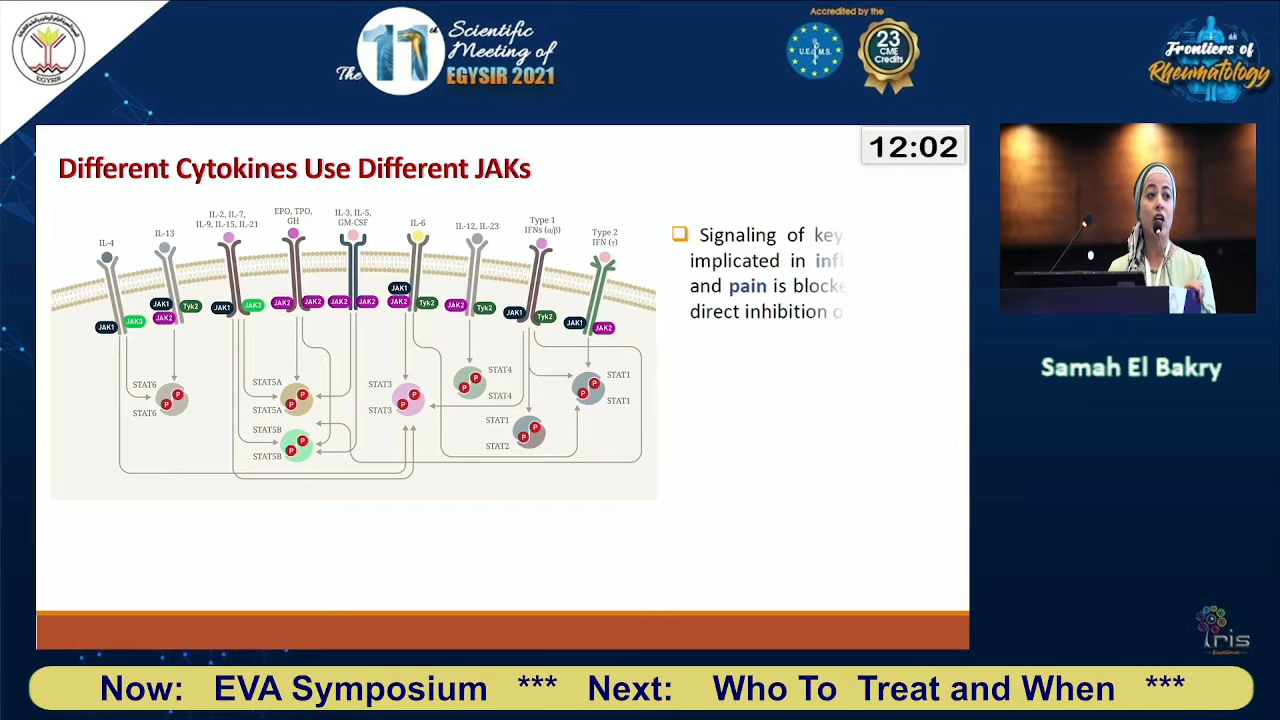 EGYSIR
The 11th
Scientific
Meeting of
EGYSIR 2021
Accredited by the
U.E.M.S.
23
CME
Credits
Frontiers of
Rheumatology
12:02
Different Cytokines Use Different JAKs
IL-4
IL-13
IL-2, IL-7,
IL-9, IL-15, IL-21
EPO, TPO,
GH
IL-3, IL-5,
GM-CSF
IL-6
IL-12, IL-23
Type 1
IFNs (α/β)
Type 2
IFN (γ)
JAK1 JAK3
JAK1 JAK2 Tyk2
JAK1 JAK3
JAK2 JAK2
JAK2 JAK2
JAK1 JAK2 Tyk2
JAK2 Tyk2
JAK1 Tyk2
JAK1 JAK2
STAT6
P P
STAT6
STAT5A
P P
STAT5A
STAT5B
P P
STAT5B
STAT3
P P
STAT3
STAT4
P P
STAT4
STAT1
P P
STAT2
STAT1
P P
STAT1
Signaling of key
implicated in infl
and pain is blocke
direct inhibition o
Samah El Bakry
Iris
Now: EVA Symposium *** Next: Who To Treat and When ***